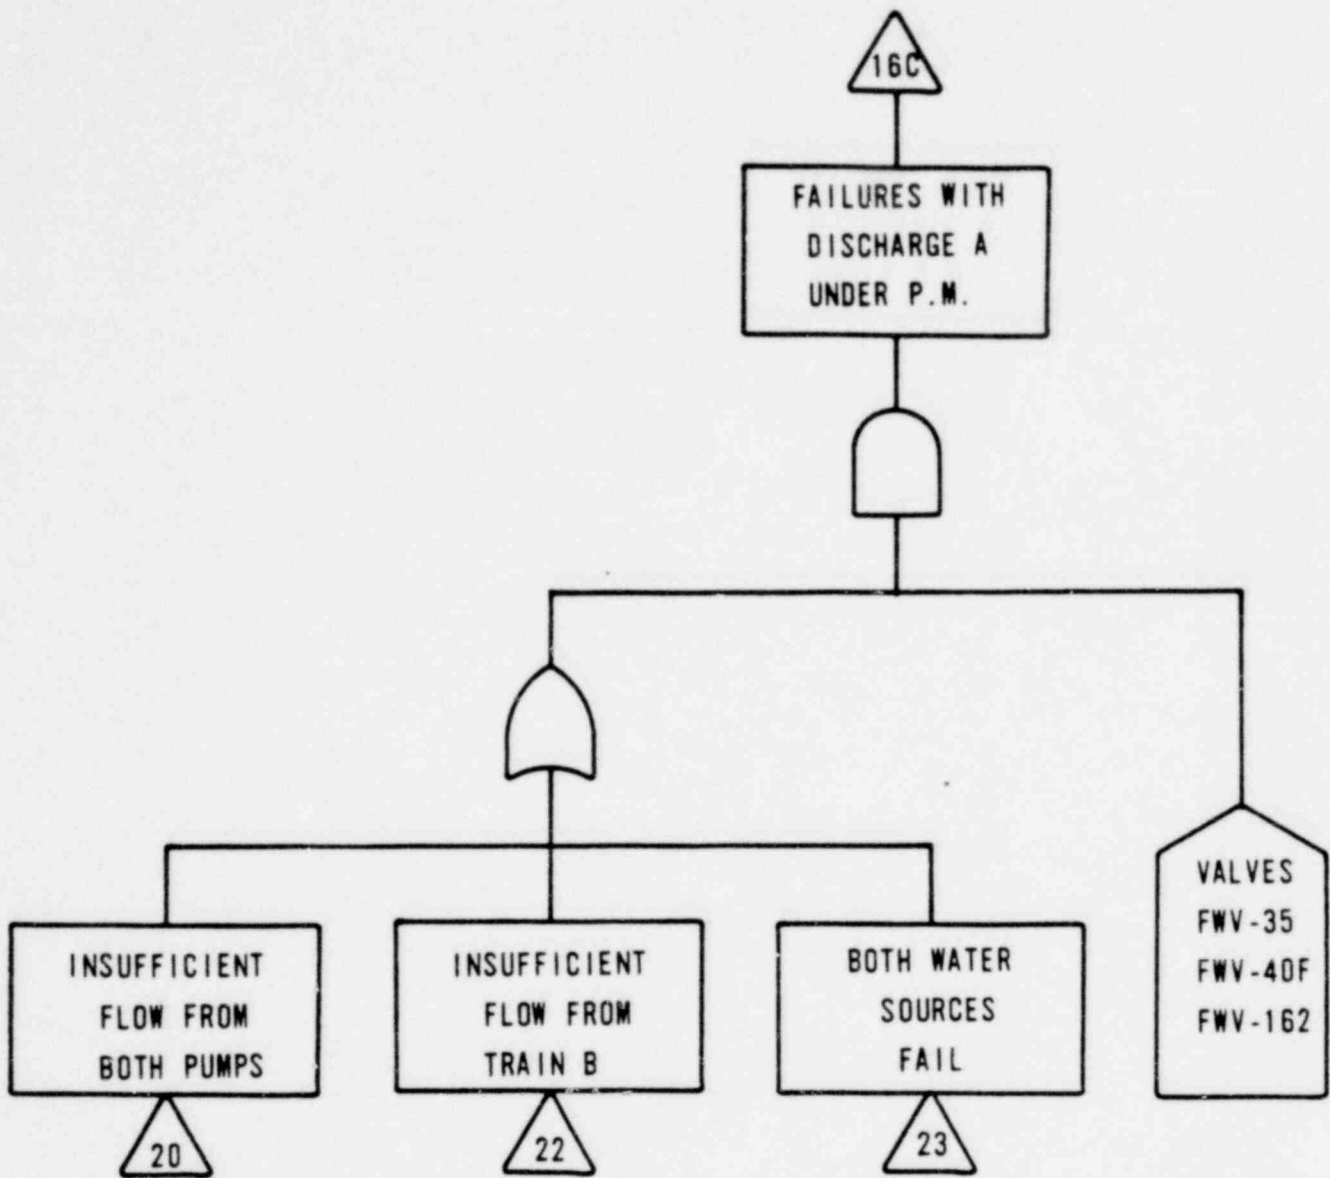 16C
FAILURES WITH
DISCHARGE A
UNDER P.M.
INSUFFICIENT
FLOW FROM
BOTH PUMPS
20
INSUFFICIENT
FLOW FROM
TRAIN B
22
BOTH WATER
SOURCES
FAIL
23
VALVES
FWV-35
FWV-40F
FWV-162